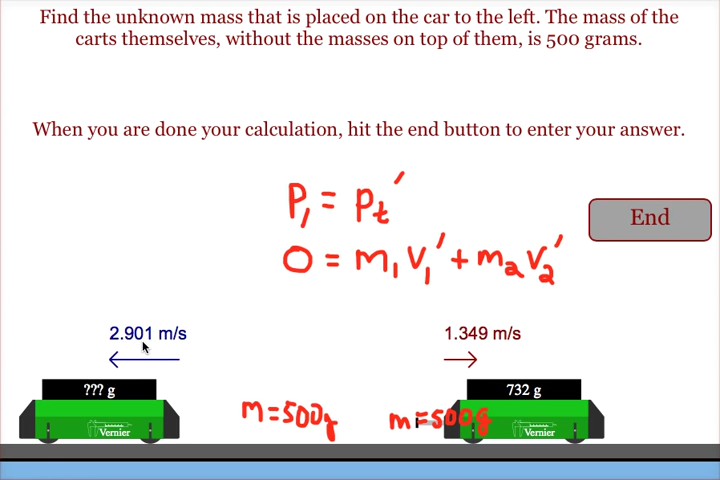 Find the unknown mass that is placed on the car to the left. The mass of the
carts themselves, without the masses on top of them, is 500 grams.
When you are done your calculation, hit the end button to enter your answer.
P₁ = Pt′
End
0 = m₁v₁′ + m₂v₂′
2.901 m/s
1.349 m/s
??? g
732 g
m=500g
m=500g
Vernier
Vernier